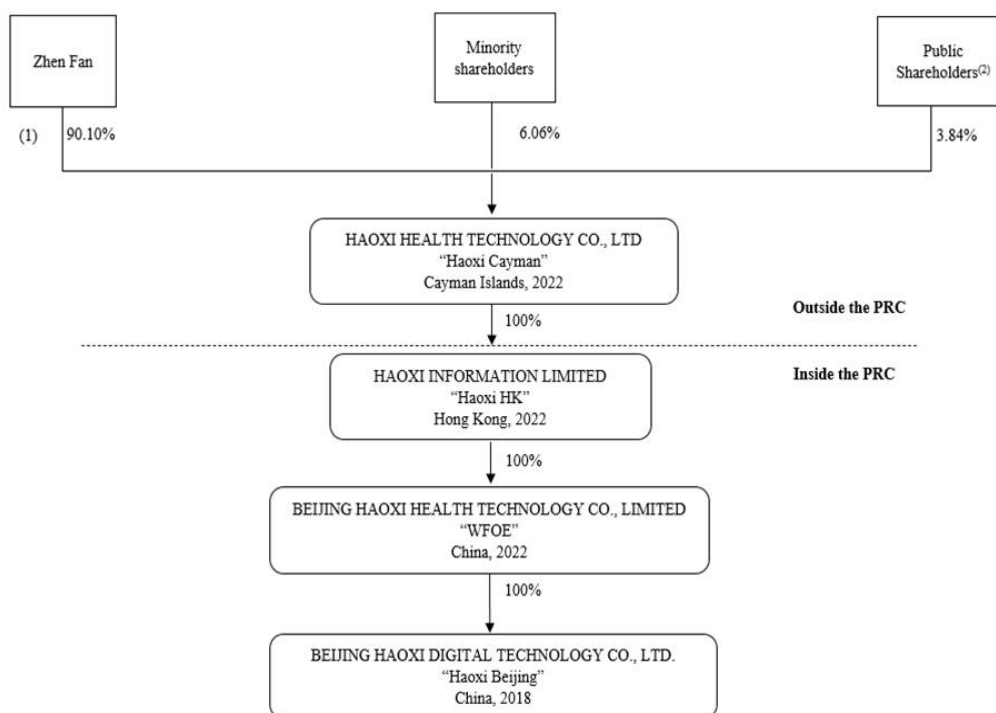 Zhen Fan
Minority
shareholders
Public
Shareholders(2)
(1) 90.10%
6.06%
3.84%
HAOXI HEALTH TECHNOLOGY CO., LTD
“Haoxi Cayman”
Cayman Islands, 2022
100%
Outside the PRC
Inside the PRC
HAOXI INFORMATION LIMITED
“Haoxi HK”
Hong Kong, 2022
100%
BEIJING HAOXI HEALTH TECHNOLOGY CO., LIMITED
“WFOE”
China, 2022
100%
BEIJING HAOXI DIGITAL TECHNOLOGY CO., LTD.
“Haoxi Beijing”
China, 2018